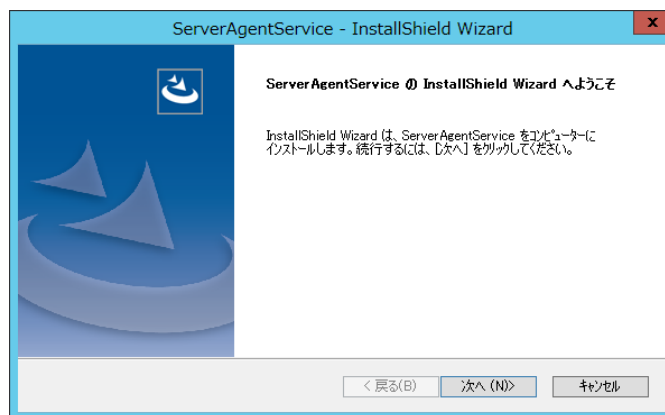 ServerAgentService - InstallShield Wizard
x
ServerAgentService の InstallShield Wizard へようこそ
InstallShield Wizard は、ServerAgentService をコンピューターに
インストールします。続行するには、[次へ] をクリックしてください。
< 戻る(B)
次へ (N)>
キャンセル